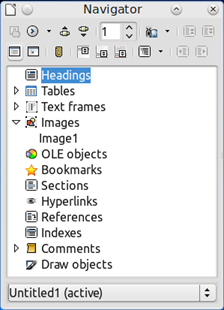 Navigator
1
Headings
Tables
Text frames
Images
Image1
OLE objects
Bookmarks
Sections
Hyperlinks
References
Indexes
Comments
Draw objects
Untitled1 (active)